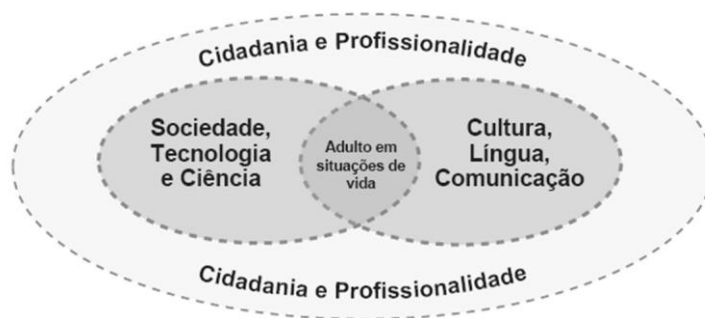 Cidadania e Profissionalidade
Sociedade,
Tecnologia
e Ciência
Adulto em
situações de
vida
Cultura,
Língua,
Comunicação
Cidadania e Profissionalidade